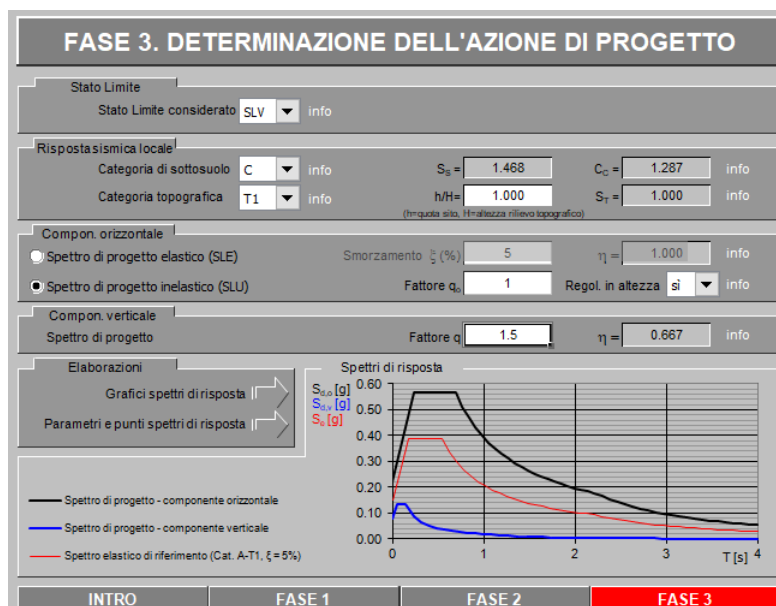 FASE 3. DETERMINAZIONE DELL'AZIONE DI PROGETTO
Stato Limite
Stato Limite considerato SLV info
Risposta sismica locale
Categoria di sottosuolo C info S_S = 1.468 C_C = 1.287 info
Categoria topografica T1 info h/H= 1.000 S_T = 1.000 info
(h=quota sito, H=altezza rilievo topografico)
Compon. orizzontale
Spettro di progetto elastico (SLE) Smorzamento ξ (%) 5 η = 1.000 info
Spettro di progetto inelastico (SLU) Fattore q_o 1 Regol. in altezza sì info
Compon. verticale
Spettro di progetto Fattore q 1.5 η = 0.667 info
Elaborazioni
Grafici spettri di risposta
Parametri e punti spettri di risposta
Spettri di risposta
S_d,o [g]
S_d,v [g]
S_e [g]
0.60
0.50
0.40
0.30
0.20
0.10
0.00
0 1 2 3 4
T [s]
Spettro di progetto - componente orizzontale
Spettro di progetto - componente verticale
Spettro elastico di riferimento (Cat. A-T1, ξ = 5%)
INTRO FASE 1 FASE 2 FASE 3